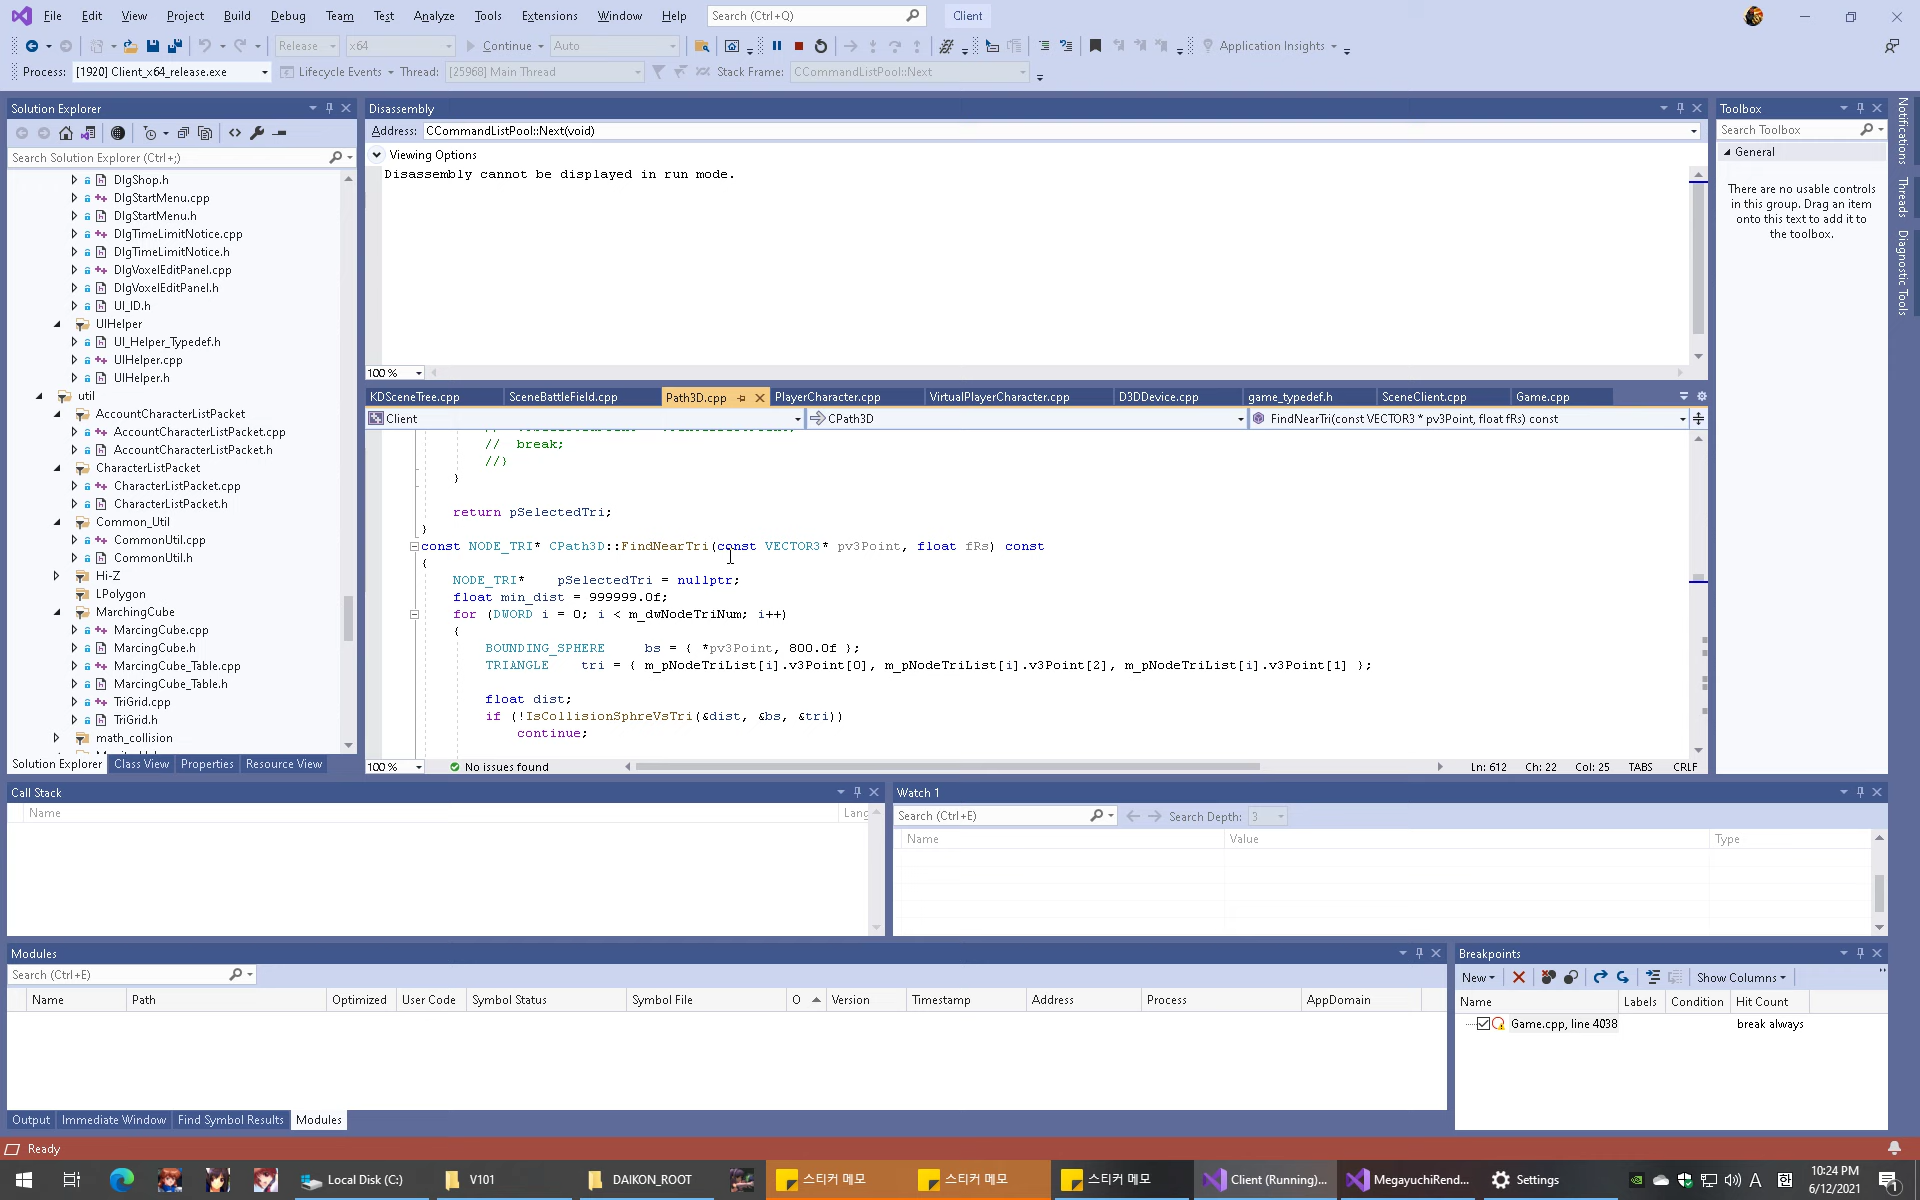 File Edit View Project Build Debug Team Test Analyze Tools Extensions Window Help Search (Ctrl+Q) Client
Release x64 Continue Auto Application Insights
Process: [1920] Client_x64_release.exe Lifecycle Events Thread: [25968] Main Thread Stack Frame: CCommandListPool::Next
Solution Explorer
Search Solution Explorer (Ctrl+;)
DlgShop.h
DlgStartMenu.cpp
DlgStartMenu.h
DlgTimeLimitNotice.cpp
DlgTimeLimitNotice.h
DlgVoxelEditPanel.cpp
DlgVoxelEditPanel.h
UI_ID.h
UIHelper
UI_Helper_Typedef.h
UIHelper.cpp
UIHelper.h
util
AccountCharacterListPacket
AccountCharacterListPacket.cpp
AccountCharacterListPacket.h
CharacterListPacket
CharacterListPacket.cpp
CharacterListPacket.h
Common_Util
CommonUtil.cpp
CommonUtil.h
Hi-Z
LPolygon
MarchingCube
MarcingCube.cpp
MarcingCube.h
MarcingCube_Table.cpp
MarcingCube_Table.h
TriGrid.cpp
TriGrid.h
math_collision
Solution Explorer Class View Properties Resource View
Disassembly
Address: CCommandListPool::Next(void)
Viewing Options
Disassembly cannot be displayed in run mode.
100 %
KDSceneTree.cpp SceneBattleField.cpp Path3D.cpp PlayerCharacter.cpp VirtualPlayerCharacter.cpp D3DDevice.cpp game_typedef.h SceneClient.cpp Game.cpp
Client CPath3D FindNearTri(const VECTOR3 * pv3Point, float fRs) const
// break;
//}
}
return pSelectedTri;
}
const NODE_TRI* CPath3D::FindNearTri(const VECTOR3* pv3Point, float fRs) const
{
NODE_TRI* pSelectedTri = nullptr;
float min_dist = 999999.0f;
for (DWORD i = 0; i < m_dwNodeTriNum; i++)
{
BOUNDING_SPHERE bs = { *pv3Point, 800.0f };
TRIANGLE tri = { m_pNodeTriList[i].v3Point[0], m_pNodeTriList[i].v3Point[2], m_pNodeTriList[i].v3Point[1] };
float dist;
if (!IsCollisionSphreVsTri(&dist, &bs, &tri))
continue;
100 % No issues found Ln: 612 Ch: 22 Col: 25 TABS CRLF
Toolbox
Search Toolbox
General
There are no usable controls
in this group. Drag an item
onto this text to add it to
the toolbox.
Notifications
Threads
Diagnostic Tools
Call Stack
Name Lang
Watch 1
Search (Ctrl+E) Search Depth: 3
Name Value Type
Modules
Search (Ctrl+E)
Name Path Optimized User Code Symbol Status Symbol File O Version Timestamp Address Process AppDomain
Output Immediate Window Find Symbol Results Modules
Breakpoints
New Show Columns
Name Labels Condition Hit Count
Game.cpp, line 4038 break always
Ready
Local Disk (C:) V101 DAIKON_ROOT 스티커 메모 스티커 메모 스티커 메모 Client (Running)... MegayuchiRend... Settings A 한 10:24 PM
6/12/2021 1